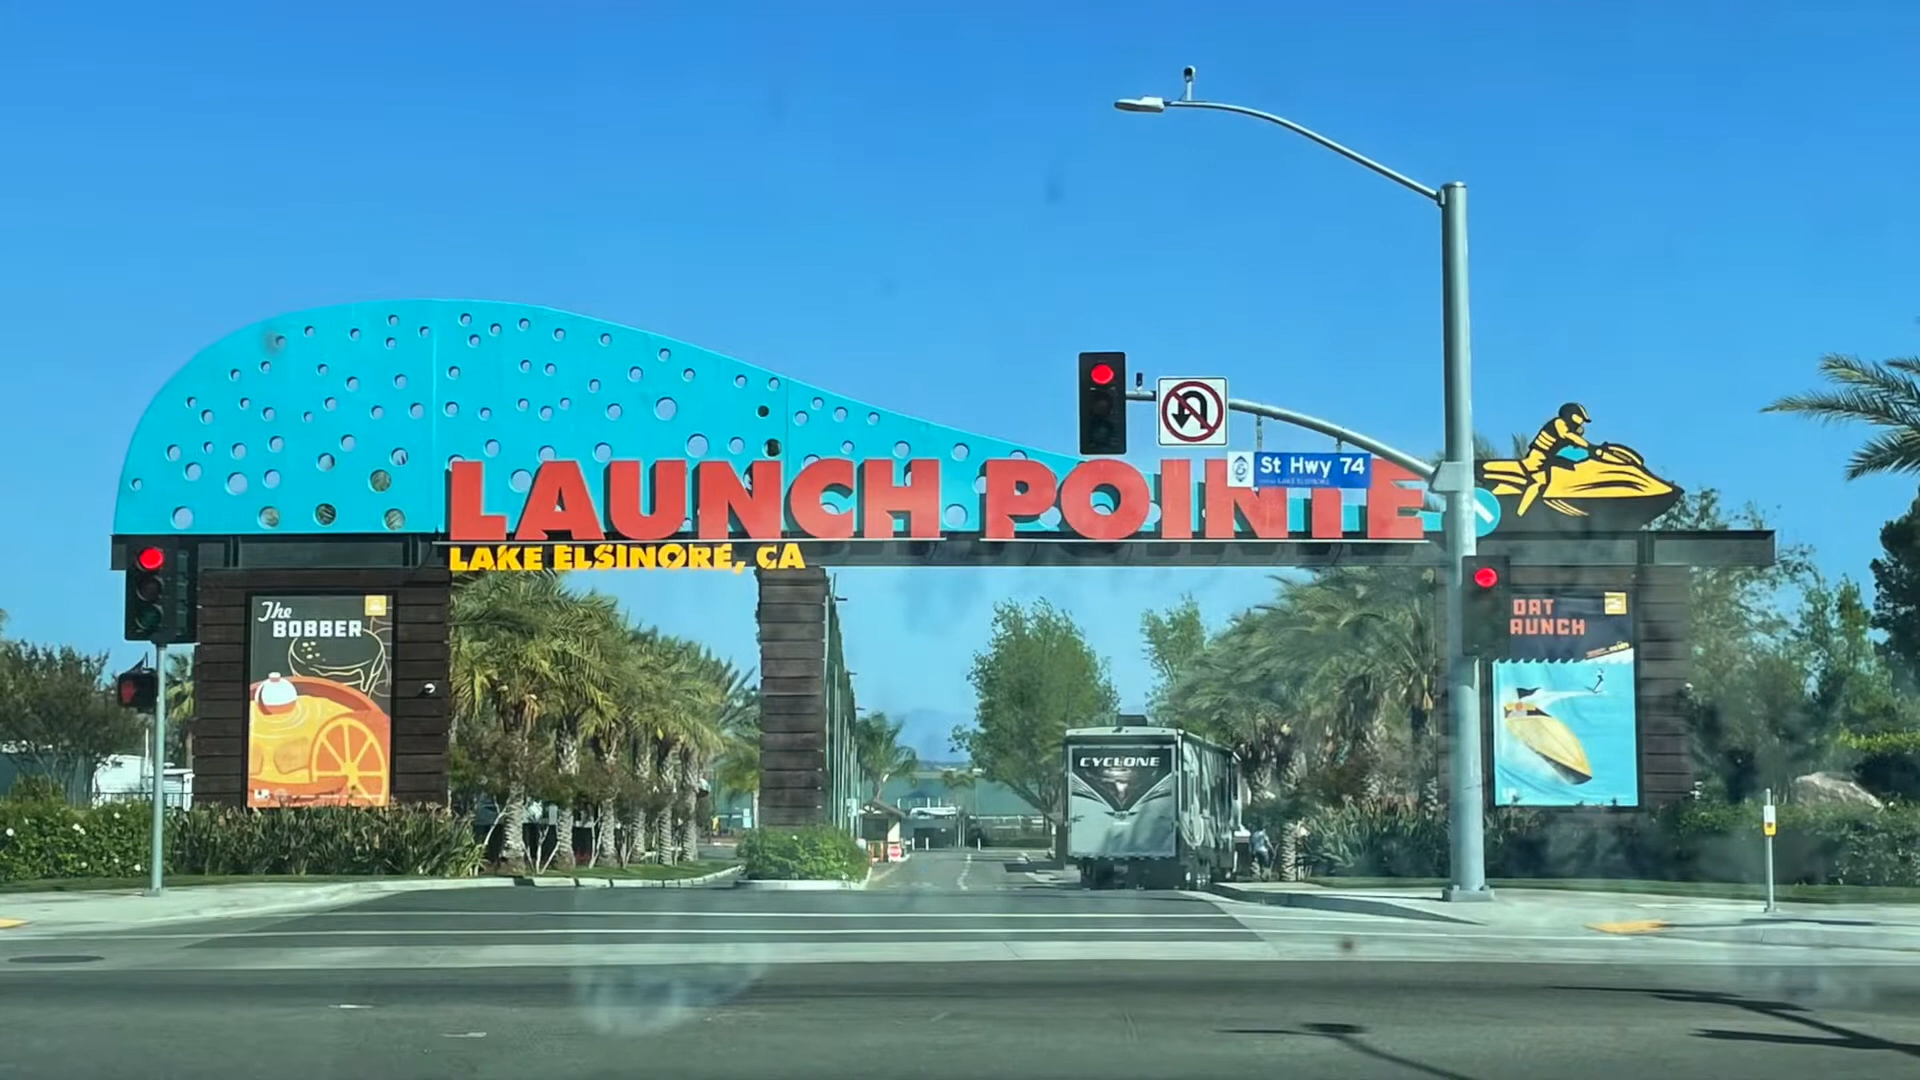 St Hwy 74
LAUNCH POINTE
LAKE ELSINORE, CA
The
BOBBER
OAT
AUNCH
CYCLONE